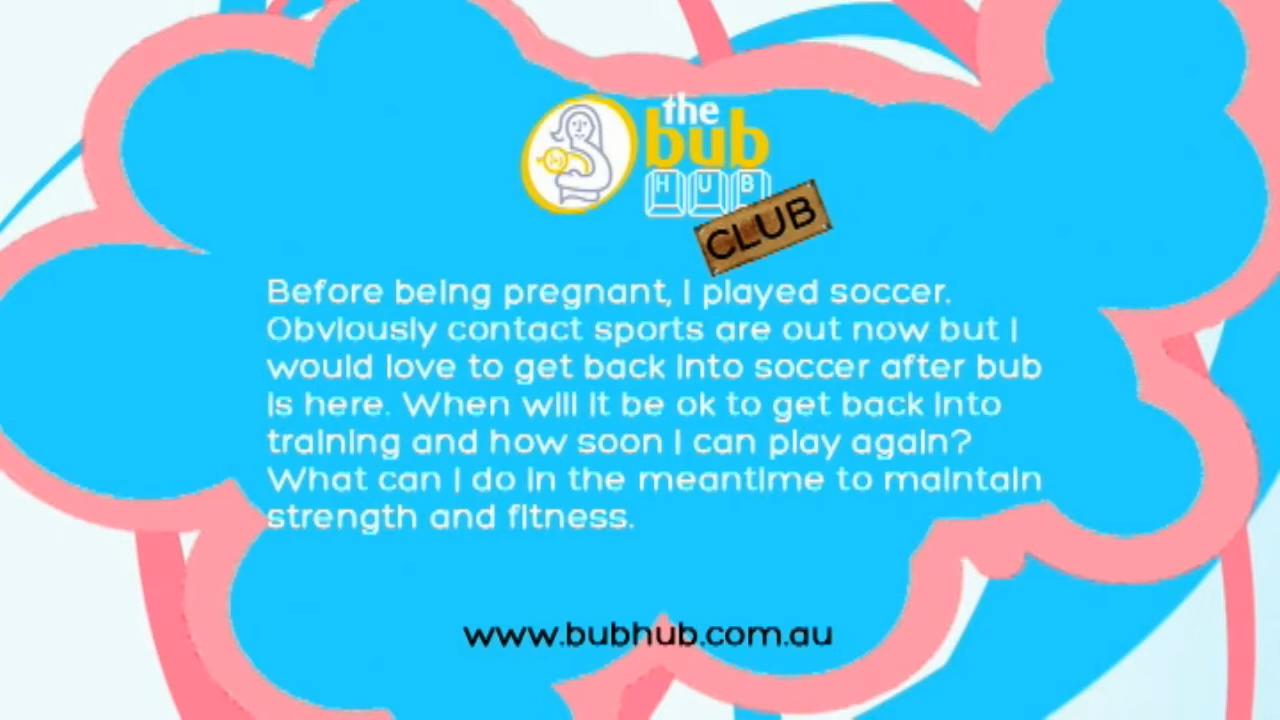 the
bub
HUB
CLUB
Before being pregnant, I played soccer.
Obviously contact sports are out now but I
would love to get back into soccer after bub
is here. When will it be ok to get back into
training and how soon I can play again?
What can I do in the meantime to maintain
strength and fitness.
www.bubhub.com.au